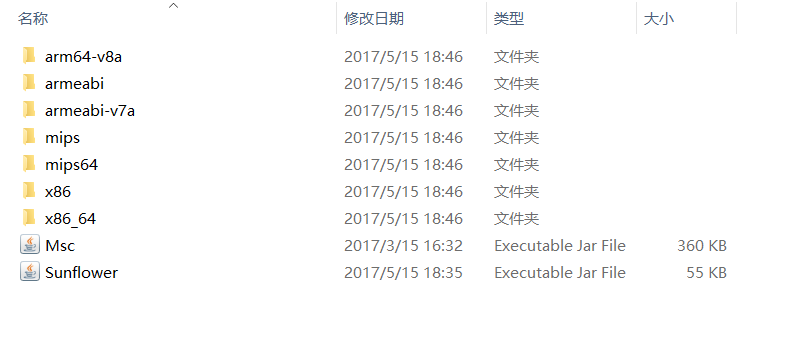 名称 修改日期 类型 大小
arm64-v8a 2017/5/15 18:46 文件夹
armeabi 2017/5/15 18:46 文件夹
armeabi-v7a 2017/5/15 18:46 文件夹
mips 2017/5/15 18:46 文件夹
mips64 2017/5/15 18:46 文件夹
x86 2017/5/15 18:46 文件夹
x86_64 2017/5/15 18:46 文件夹
Msc 2017/3/15 16:32 Executable Jar File 360 KB
Sunflower 2017/5/15 18:35 Executable Jar File 55 KB